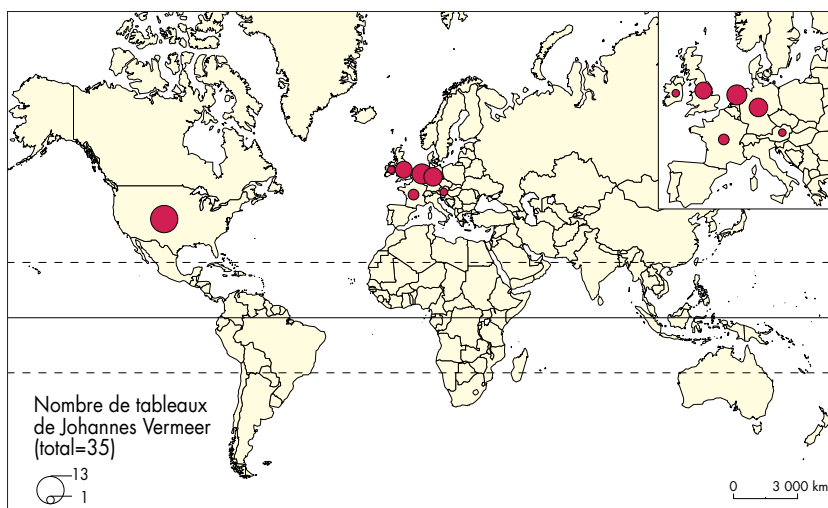 Nombre de tableaux
de Johannes Vermeer
(total=35)
13
1
0 3 000 km